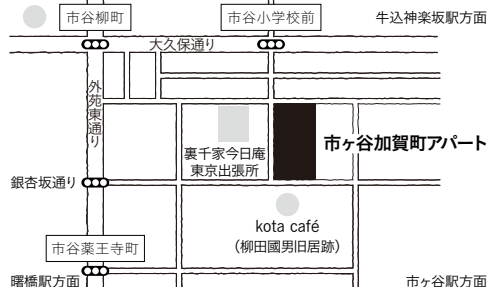 市谷柳町
市谷小学校前
牛込神楽坂駅方面
大久保通り
外苑東通り
市ヶ谷加賀町アパート
裏千家今日庵
東京出張所
銀杏坂通り
kota café
（柳田國男旧居跡）
市谷薬王寺町
曙橋駅方面
市ヶ谷駅方面